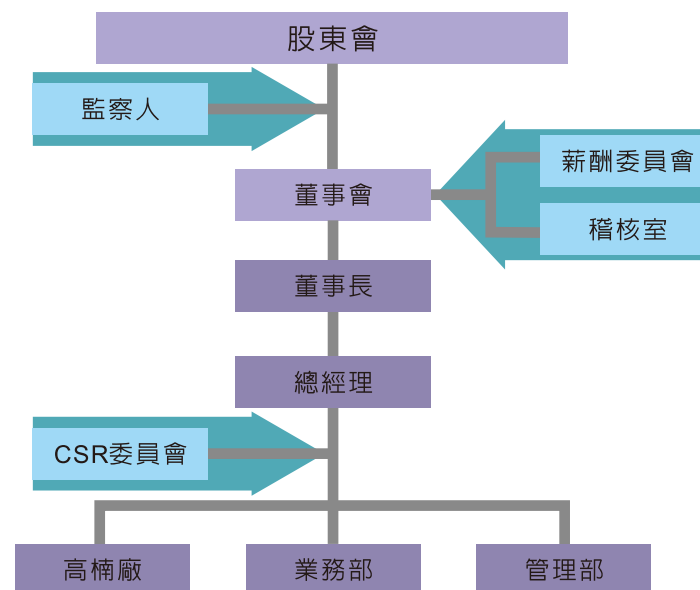 股東會
監察人
薪酬委員會
董事會
稽核室
董事長
總經理
CSR委員會
高楠廠
業務部
管理部